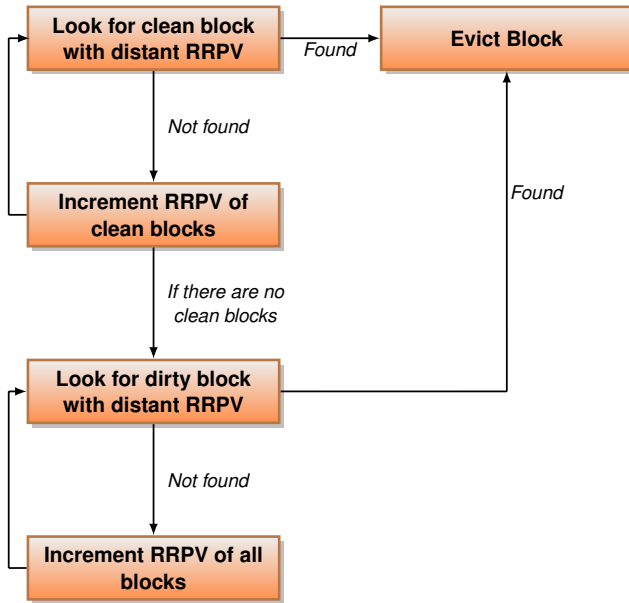 Look for clean block
with distant RRPV
Found
Evict Block
Not found
Increment RRPV of
clean blocks
Found
If there are no
clean blocks
Look for dirty block
with distant RRPV
Not found
Increment RRPV of all
blocks